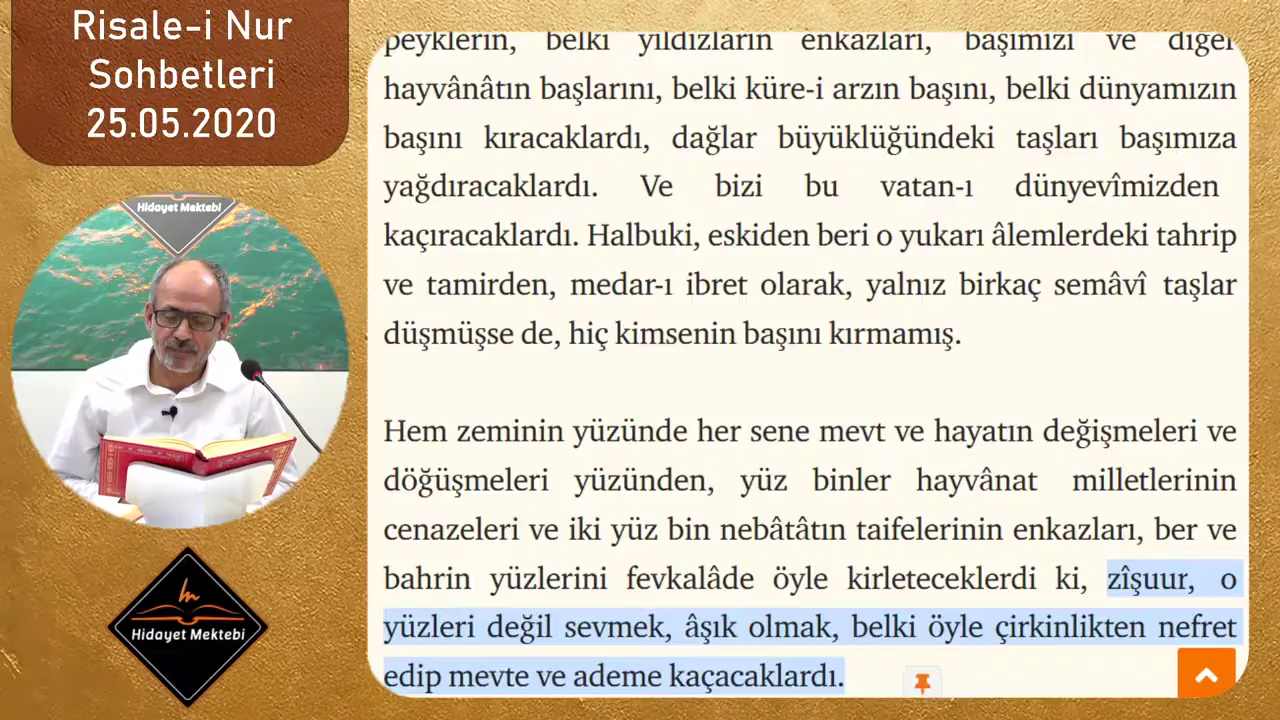 Risale-i Nur
Sohbetleri
25.05.2020
Hidayet Mektebi
Hidayet Mektebi
peyklerin, belki yıldızların enkazları, başımızı ve diğer
hayvânâtın başlarını, belki küre-i arzın başını, belki dünyamızın
başını kıracaklardı, dağlar büyüklüğündeki taşları başımıza
yağdıracaklardı. Ve bizi bu vatan-ı dünyevîmizden
kaçıracaklardı. Halbuki, eskiden beri o yukarı âlemlerdeki tahrip
ve tamirden, medar-ı ibret olarak, yalnız birkaç semâvî taşlar
düşmüşse de, hiç kimsenin başını kırmamış.
Hem zeminin yüzünde her sene mevt ve hayatın değişmeleri ve
döğüşmeleri yüzünden, yüz binler hayvânat milletlerinin
cenazeleri ve iki yüz bin nebâtâtın taifelerinin enkazları, ber ve
bahrin yüzlerini fevkalâde öyle kirleteceklerdi ki, zîşuur, o
yüzleri değil sevmek, âşık olmak, belki öyle çirkinlikten nefret
edip mevte ve ademe kaçacaklardı.